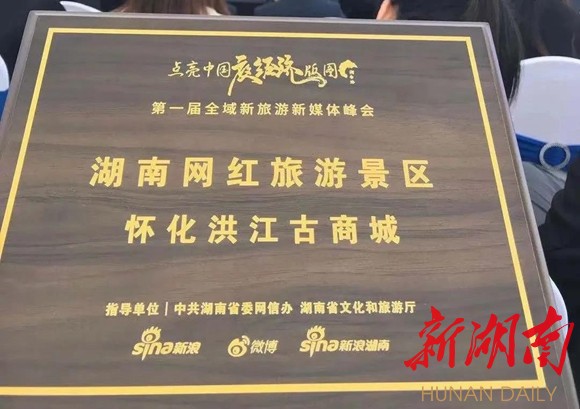 点亮中国夜经济版图
第一届全域新旅游新媒体峰会
湖南网红旅游景区
怀化洪江古商城
指导单位｜中共湖南省委网信办 湖南省文化和旅游厅
sina新浪 微博 sina新浪湖南
新湖南
HUNAN DAILY